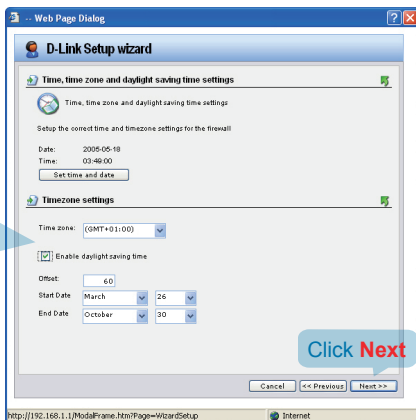 -- Web Page Dialog
D-Link Setup wizard
Time, time zone and daylight saving time settings
Time, time zone and daylight saving time settings
Setup the correct time and timezone settings for the firewall
Date: 2005-05-18
Time: 03:49:00
Set time and date
Timezone settings
Time zone: (GMT+01:00)
Enable daylight saving time
Offset: 60
Start Date March 26
End Date October 30
Click Next
Cancel << Previous Next >>
http://192.168.1.1/ModalFrame.htm?Page=WizardSetup Internet